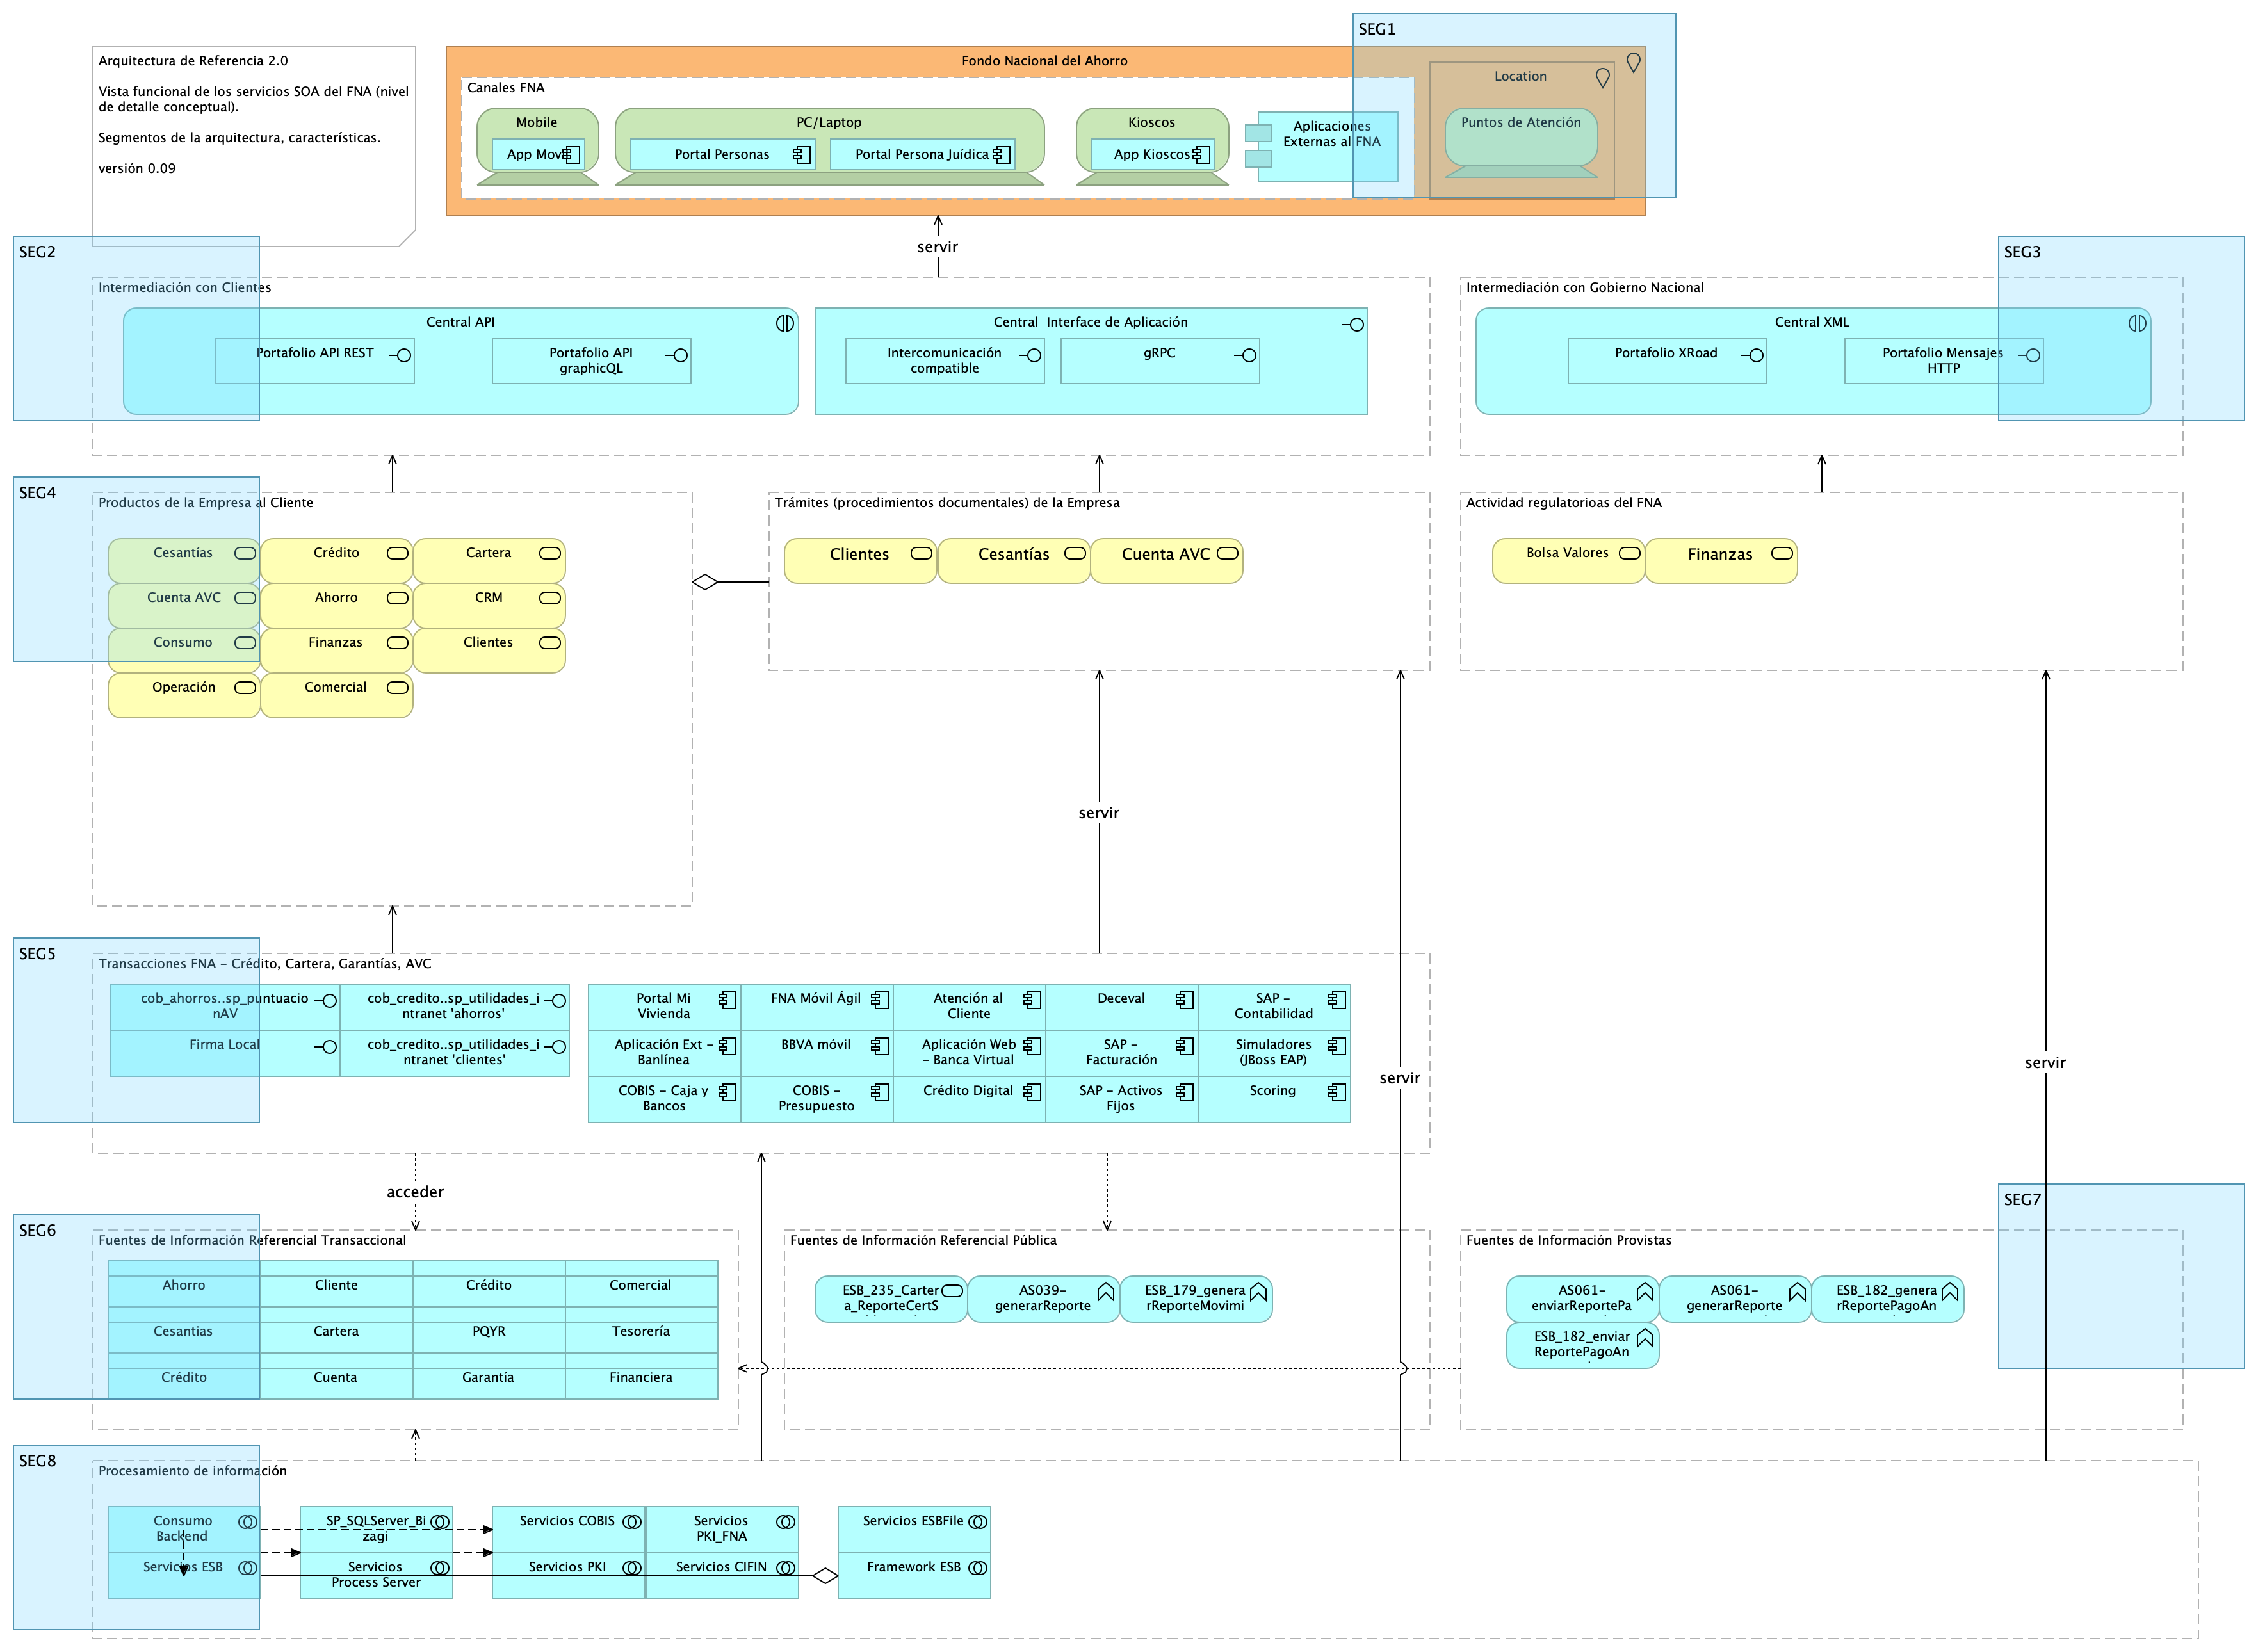 SEG1
Arquitectura de Referencia 2.0
Vista funcional de los servicios SOA del FNA (nivel
de detalle conceptual).
Segmentos de la arquitectura, características.
versión 0.09
Fondo Nacional del Ahorro
Location
Canales FNA
Mobile
App Movil
PC/Laptop
Portal Personas
Portal Persona Jurídica
Kioscos
App Kioscos
Aplicaciones
Externas al FNA
Puntos de Atención
servir
SEG2
SEG3
Intermediación con Clientes
Central API
Portafolio API REST
Portafolio API
graphicQL
Central  Interface de Aplicación
Intercomunicación
compatible
gRPC
Intermediación con Gobierno Nacional
Central XML
Portafolio XRoad
Portafolio Mensajes
HTTP
SEG4
Productos de la Empresa al Cliente
Cesantías
Crédito
Cartera
Cuenta AVC
Ahorro
CRM
Consumo
Finanzas
Clientes
Operación
Comercial
Trámites (procedimientos documentales) de la Empresa
Clientes
Cesantías
Cuenta AVC
Actividad regulatorioas del FNA
Bolsa Valores
Finanzas
servir
servir
servir
SEG5
Transacciones FNA – Crédito, Cartera, Garantías, AVC
cob_ahorros..sp_puntuacio
nAV
cob_credito..sp_utilidades_i
ntranet 'ahorros'
Firma Local
cob_credito..sp_utilidades_i
ntranet 'clientes'
Portal Mi
Vivienda
FNA Móvil Ágil
Atención al
Cliente
Deceval
SAP –
Contabilidad
Aplicación Ext –
Banlínea
BBVA móvil
Aplicación Web
– Banca Virtual
SAP –
Facturación
Simuladores
(JBoss EAP)
COBIS – Caja y
Bancos
COBIS –
Presupuesto
Crédito Digital
SAP – Activos
Fijos
Scoring
acceder
SEG6
SEG7
Fuentes de Información Referencial Transaccional
Ahorro
Cliente
Crédito
Comercial
Cesantias
Cartera
PQYR
Tesorería
Crédito
Cuenta
Garantía
Financiera
Fuentes de Información Referencial Pública
ESB_235_Carter
a_ReporteCertS
AS039–
generarReporte
ESB_179_genera
rReporteMovimi
Fuentes de Información Provistas
AS061–
enviarReportePa
AS061–
generarReporte
ESB_182_genera
rReportePagoAn
ESB_182_enviar
ReportePagoAn
SEG8
Procesamiento de información
Consumo
Backend
Servicios ESB
SP_SQLServer_Bi
zagi
Servicios
Process Server
Servicios COBIS
Servicios
PKI_FNA
Servicios PKI
Servicios CIFIN
Servicios ESBFile
Framework ESB